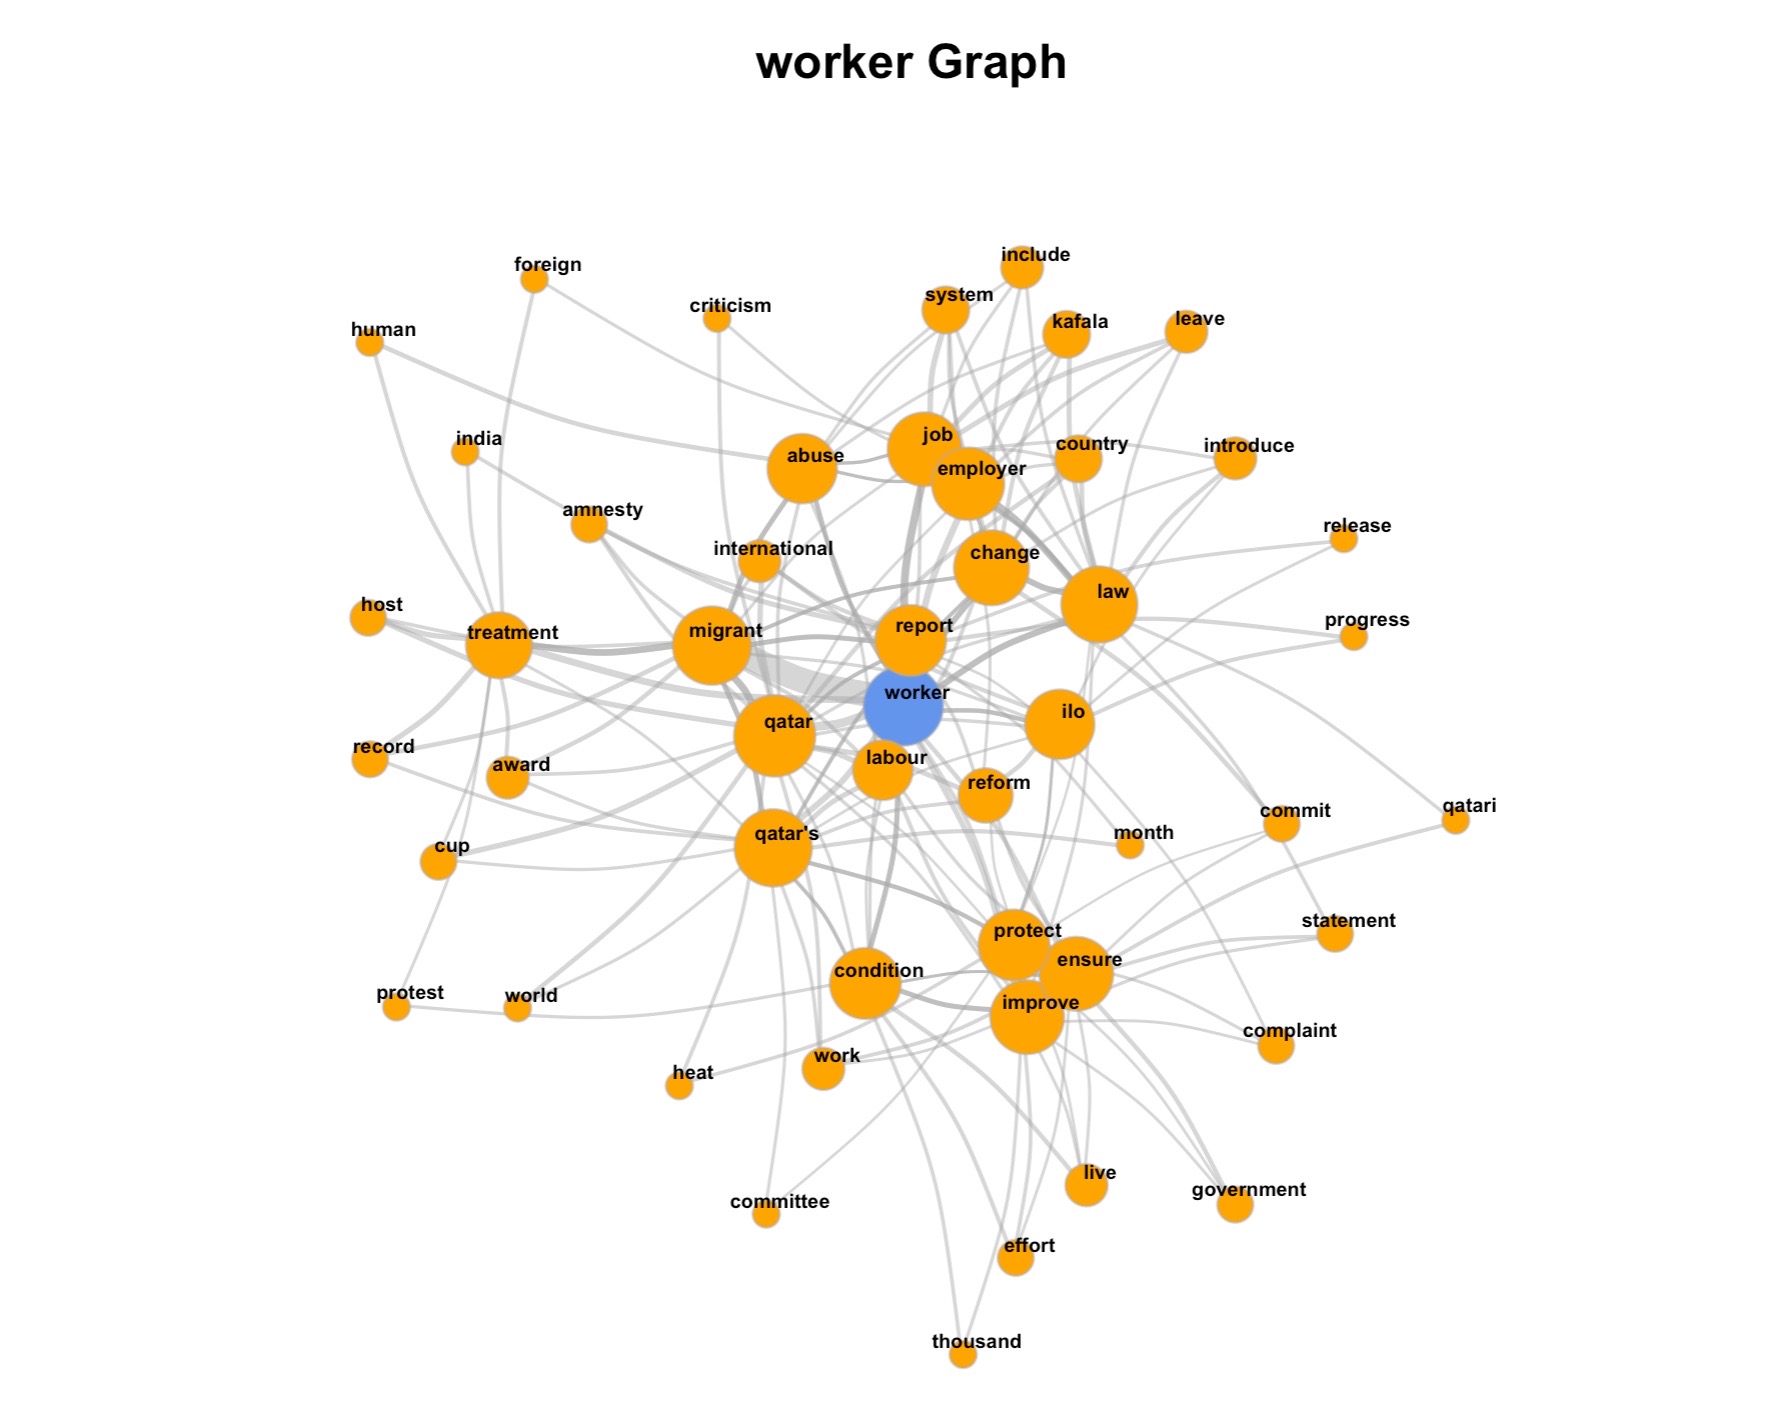 worker Graph
include
foreign
system
criticism
kafala
leave
human
job
india
country
introduce
abuse
employer
amnesty
release
international
change
law
host
progress
report
treatment
migrant
worker
ilo
qatar
record
labour
award
reform
qatari
commit
month
qatar's
cup
statement
protect
ensure
condition
protest
world
improve
complaint
work
heat
live
government
committee
effort
thousand